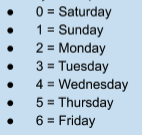 • 0 = Saturday
• 1 = Sunday
• 2 = Monday
• 3 = Tuesday
• 4 = Wednesday
• 5 = Thursday
• 6 = Friday